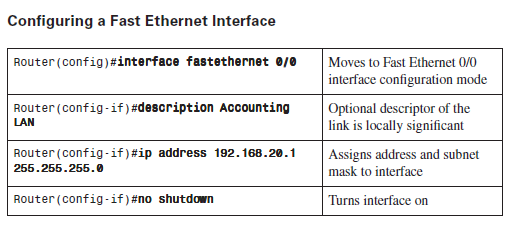 Configuring a Fast Ethernet Interface
Router(config)#interface fastethernet 0/0
Moves to Fast Ethernet 0/0
interface configuration mode
Router(config-if)#description Accounting
LAN
Optional descriptor of the
link is locally significant
Router(config-if)#ip address 192.168.20.1
255.255.255.0
Assigns address and subnet
mask to interface
Router(config-if)#no shutdown
Turns interface on